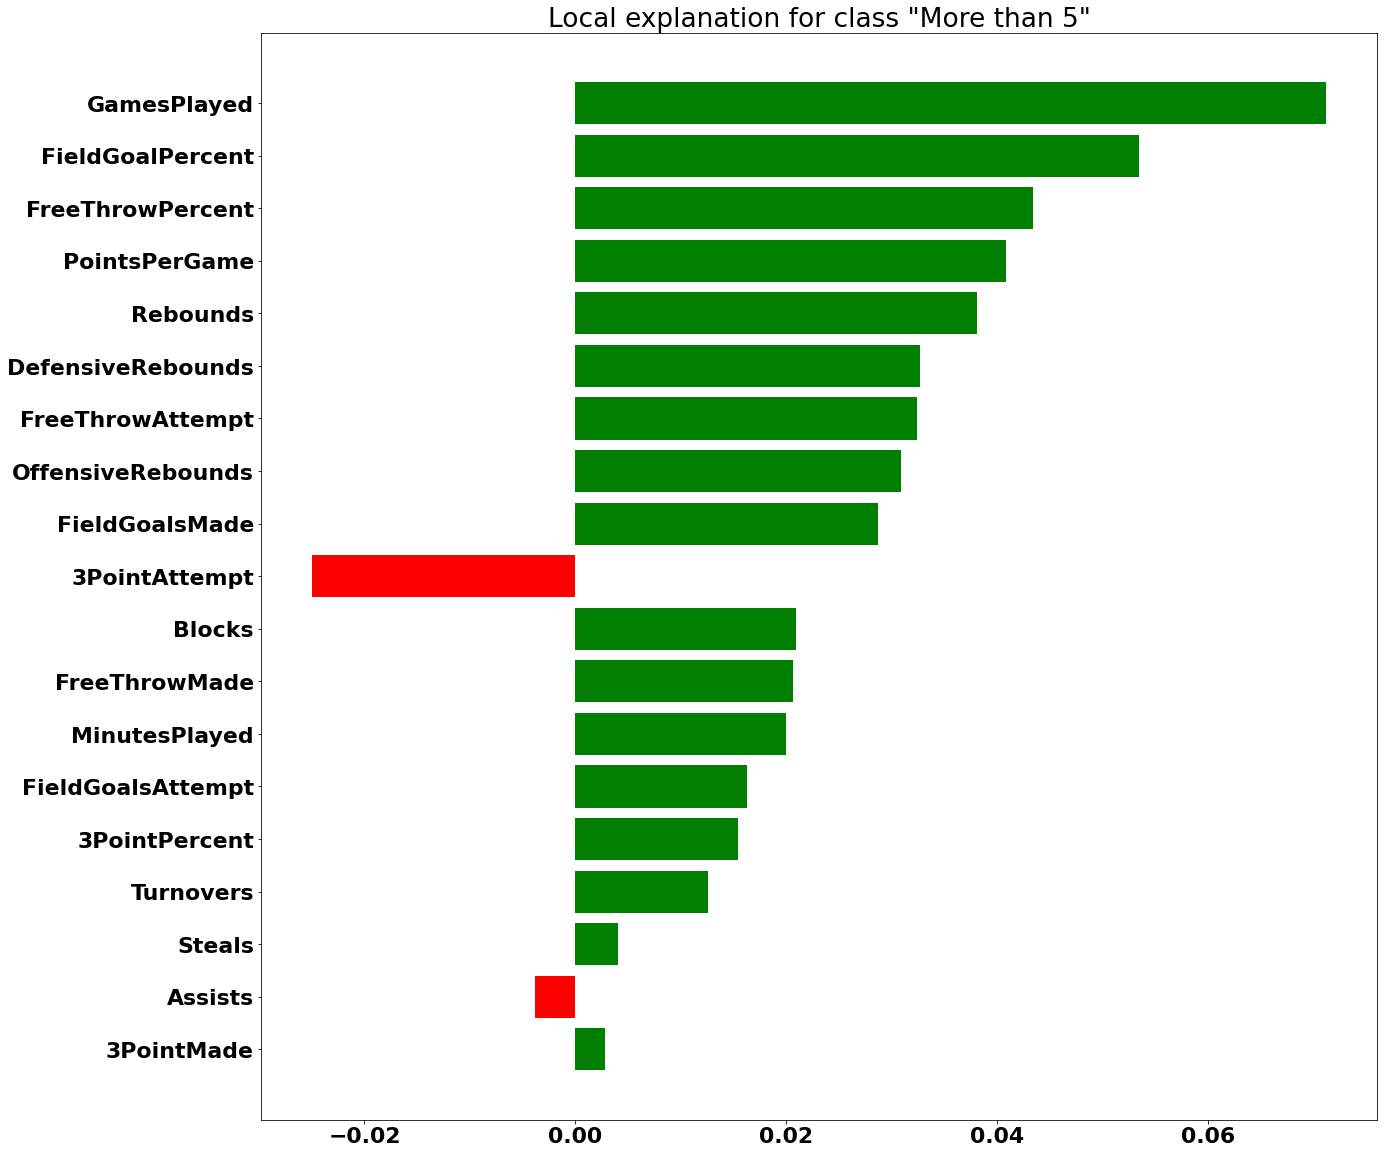 Local explanation for class "More than 5"
GamesPlayed
FieldGoalPercent
FreeThrowPercent
PointsPerGame
Rebounds
DefensiveRebounds
FreeThrowAttempt
OffensiveRebounds
FieldGoalsMade
3PointAttempt
Blocks
FreeThrowMade
MinutesPlayed
FieldGoalsAttempt
3PointPercent
Turnovers
Steals
Assists
3PointMade
−0.02 0.00 0.02 0.04 0.06